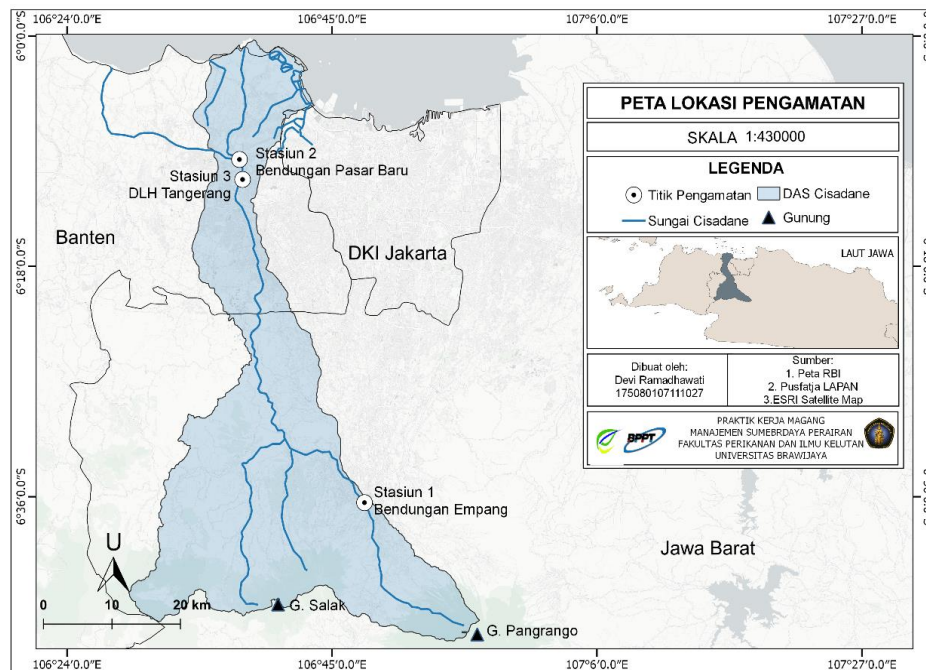 106°24'0.0"E
106°45'0.0"E
107°6'0.0"E
107°27'0.0"E
6°0'0.0"S
6°18'0.0"S
6°36'0.0"S
Stasiun 2
Bendungan Pasar Baru
Stasiun 3
DLH Tangerang
Banten
DKI Jakarta
Stasiun 1
Bendungan Empang
Jawa Barat
U
0 10 20 km
G. Salak
G. Pangrango
PETA LOKASI PENGAMATAN
SKALA 1:430000
LEGENDA
Titik Pengamatan
DAS Cisadane
Sungai Cisadane
Gunung
LAUT JAWA
Dibuat oleh:
Devi Ramadhawati
175080107111027
Sumber:
1. Peta RBI
2. Pusfatja LAPAN
3.ESRI Satellite Map
BPPT
PRAKTIK KERJA MAGANG
MANAJEMEN SUMEBRDAYA PERAIRAN
FAKULTAS PERIKANAN DAN ILMU KELUTAN
UNIVERSITAS BRAWIJAYA
106°24'0.0"E
106°45'0.0"E
107°6'0.0"E
107°27'0.0"E